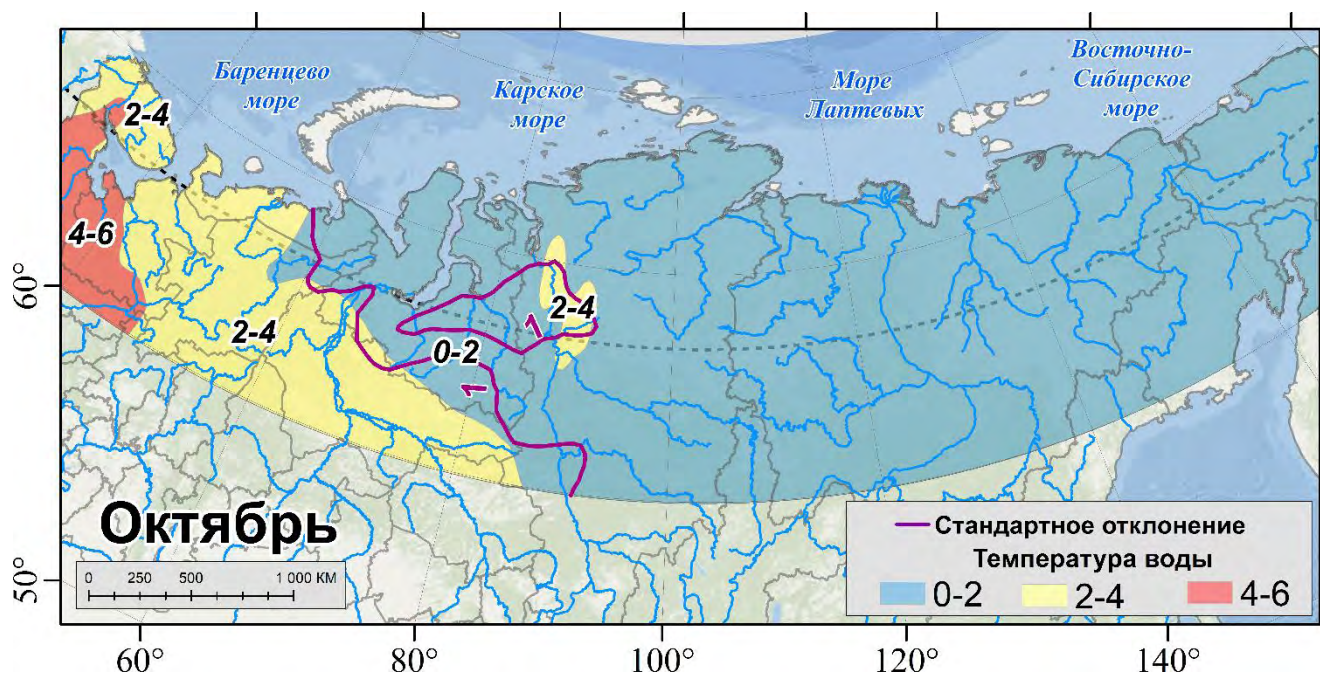 Баренцево
море
Карское
море
Море
Лаптевых
Восточно-
Сибирское
море
2-4
4-6
2-4
2-4
0-2
1
1
60°
50°
Октябрь
0 250 500 1 000 КМ
Стандартное отклонение
Температура воды
0-2 2-4 4-6
60° 80° 100° 120° 140°